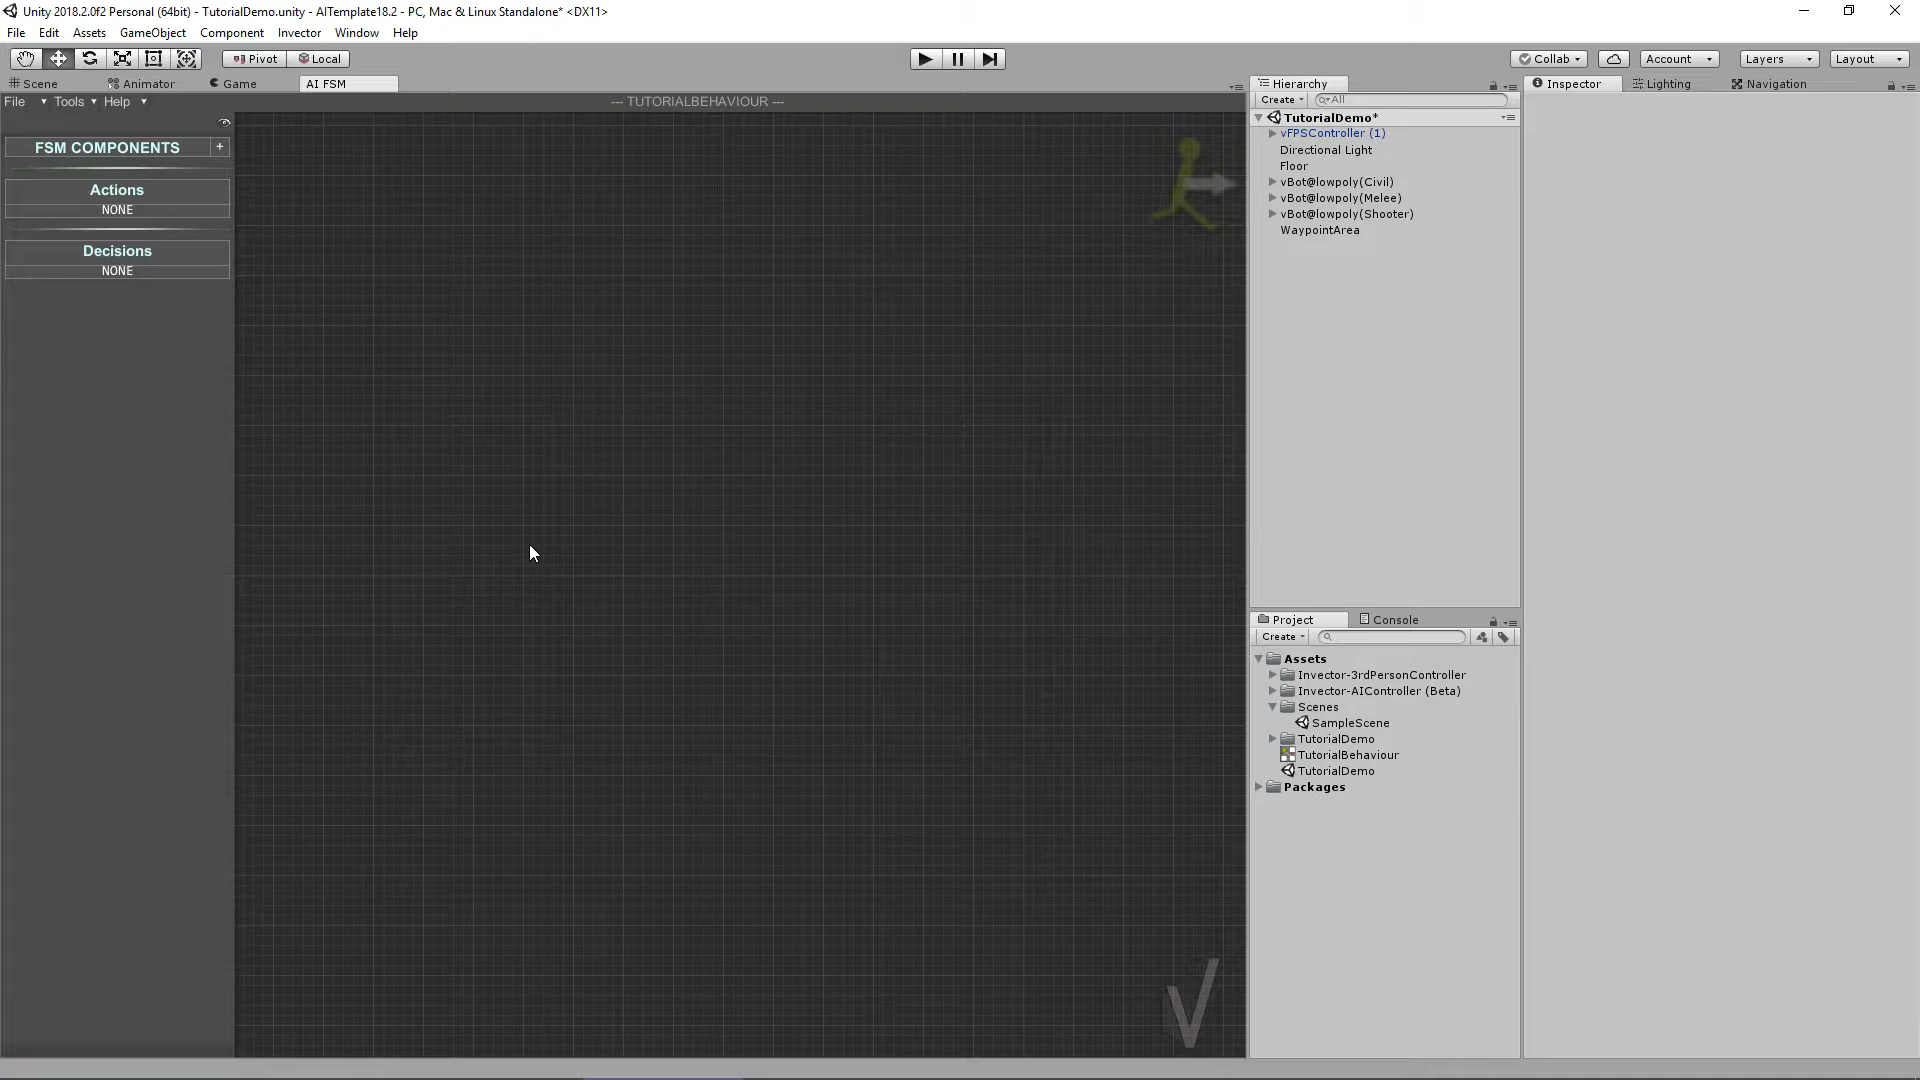 Unity 2018.2.0f2 Personal (64bit) - TutorialDemo.unity - AITemplate18.2 - PC, Mac & Linux Standalone* <DX11>
File Edit Assets GameObject Component Invector Window Help
Pivot Local Collab Account Layers Layout
Scene Animator Game AI FSM
File Tools Help
--- TUTORIALBEHAVIOUR ---
FSM COMPONENTS +
Actions
NONE
Decisions
NONE
Hierarchy
Create All
TutorialDemo*
vFPSController (1)
Directional Light
Floor
vBot@lowpoly(Civil)
vBot@lowpoly(Melee)
vBot@lowpoly(Shooter)
WaypointArea
Project Console
Create
Assets
Invector-3rdPersonController
Invector-AIController (Beta)
Scenes
SampleScene
TutorialDemo
TutorialBehaviour
TutorialDemo
Packages
Inspector Lighting Navigation